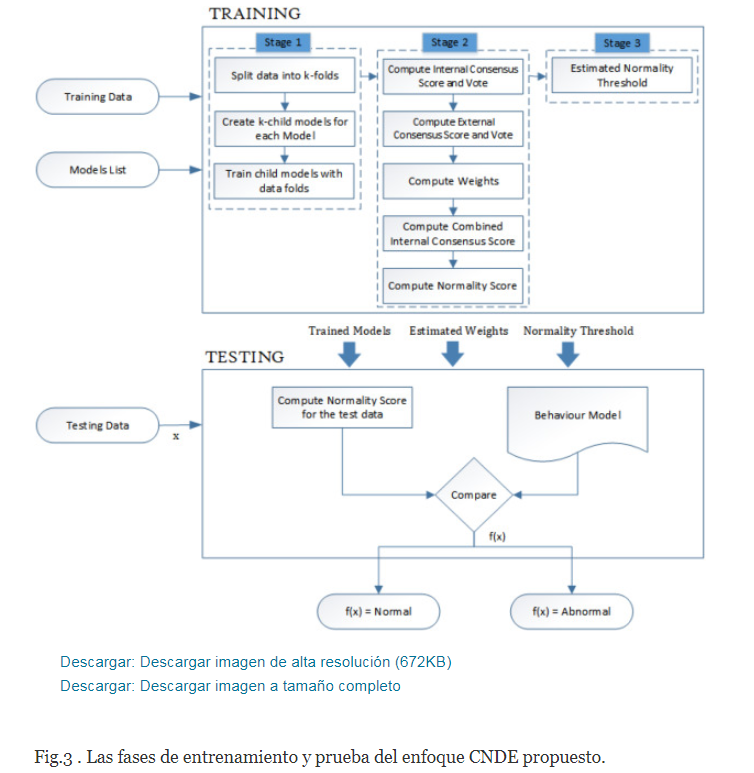 TRAINING
Stage 1
Stage 2
Stage 3
Training Data
Models List
Split data into k-folds
Create k-child models for
each Model
Train child models with
data folds
Compute Internal Consensus
Score and Vote
Compute External
Consensus Score and Vote
Compute Weights
Compute Combined
Internal Consensus Score
Compute Normality Score
Estimated Normality
Threshold
Trained Models
Estimated Weights
Normality Threshold
TESTING
Testing Data
x
Compute Normality Score
for the test data
Behaviour Model
Compare
f(x)
f(x) = Normal
f(x) = Abnormal
Descargar: Descargar imagen de alta resolución (672KB)
Descargar: Descargar imagen a tamaño completo
Fig.3 . Las fases de entrenamiento y prueba del enfoque CNDE propuesto.